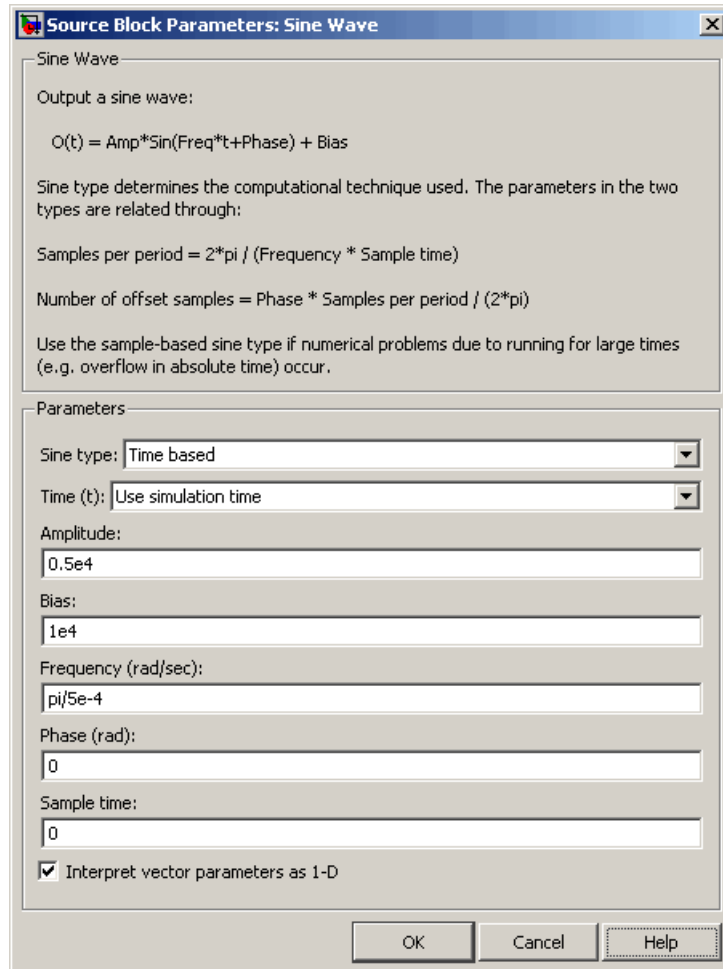 Source Block Parameters: Sine Wave
Sine Wave
Output a sine wave:
O(t) = Amp*Sin(Freq*t+Phase) + Bias
Sine type determines the computational technique used. The parameters in the two
types are related through:
Samples per period = 2*pi / (Frequency * Sample time)
Number of offset samples = Phase * Samples per period / (2*pi)
Use the sample-based sine type if numerical problems due to running for large times
(e.g. overflow in absolute time) occur.
Parameters
Sine type: Time based
Time (t): Use simulation time
Amplitude:
0.5e4
Bias:
1e4
Frequency (rad/sec):
pi/5e-4
Phase (rad):
0
Sample time:
0
Interpret vector parameters as 1-D
OK Cancel Help